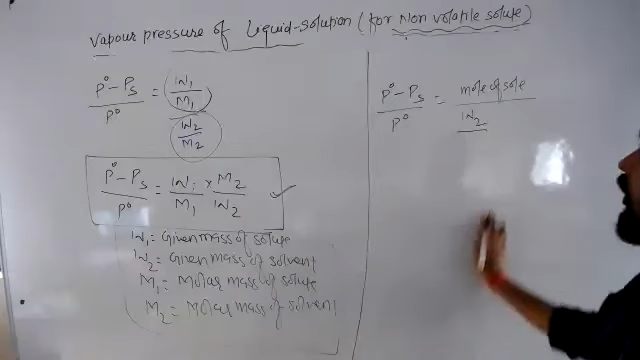 Vapour pressure of Liquid-solution (for Non volatile solute)
P° - Ps / P° = W1/M1 / W2/M2
P° - Ps / P° = W1/M1 × M2/W2
W1 = Given mass of solute
W2 = Given mass of solvent
M1 = Molar mass of solute
M2 = Molar mass of solvent
P° - Ps / P° = mole of sole / W2